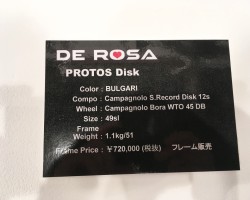 DE ROSA
PROTOS Disk
Color : BULGARI
Compo : Campagnolo S.Record Disk 12s
Wheel : Campagnolo Bora WTO 45 DB
Size : 49sl
Frame
Weight : 1.1kg/51
Frame Price : ￥720,000 (税抜) フレーム販売